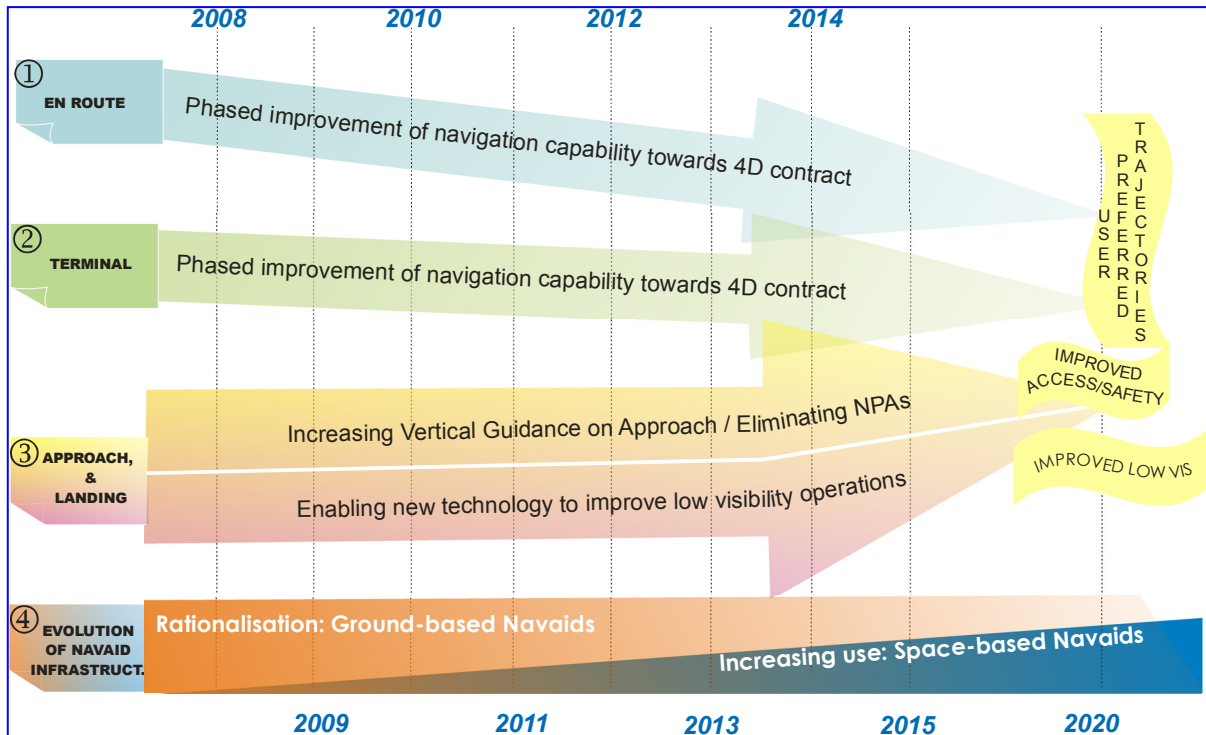 2008 2010 2012 2014
① EN ROUTE
Phased improvement of navigation capability towards 4D contract
② TERMINAL
Phased improvement of navigation capability towards 4D contract
USER
PREFERRED
TRAJECTORIES
③ APPROACH,
&
LANDING
Increasing Vertical Guidance on Approach / Eliminating NPAs
IMPROVED
ACCESS/SAFETY
Enabling new technology to improve low visibility operations
IMPROVED LOW VIS
④ EVOLUTION
OF NAVAID
INFRASTRUCT.
Rationalisation: Ground-based Navaids
Increasing use: Space-based Navaids
2009 2011 2013 2015 2020